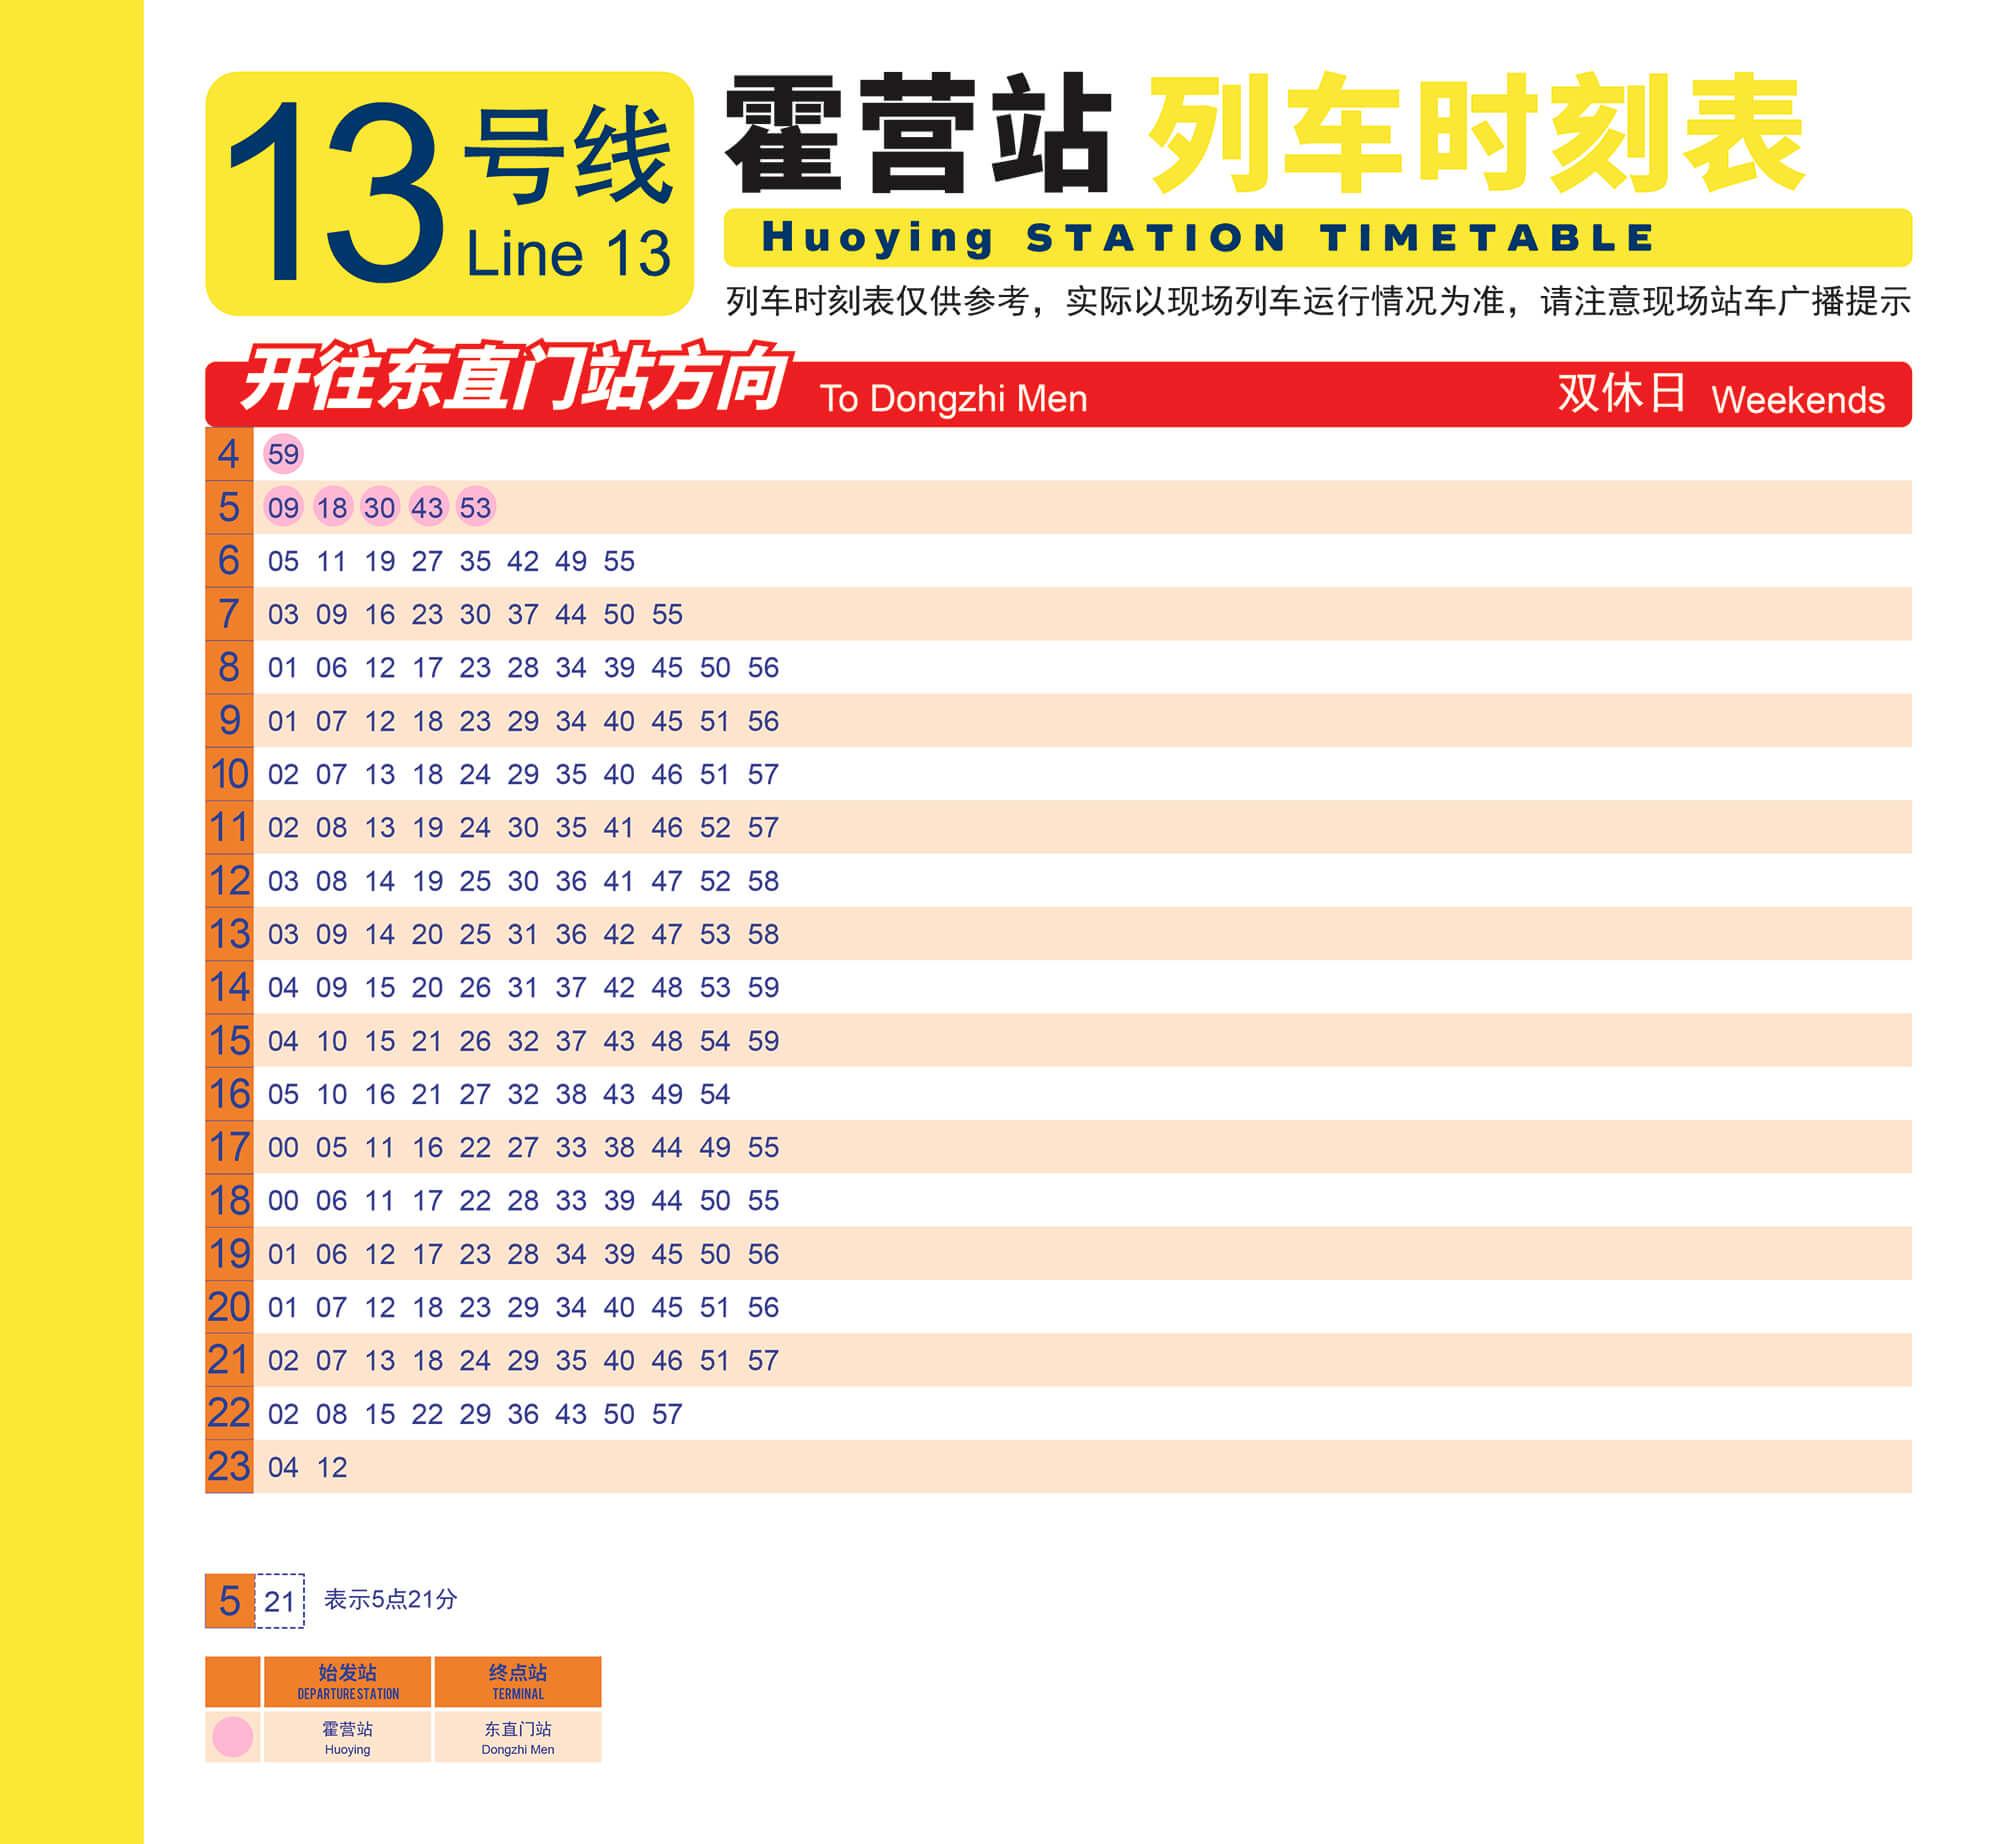 13号线
Line 13
霍营站 列车时刻表
Huoying STATION TIMETABLE
列车时刻表仅供参考，实际以现场列车运行情况为准，请注意现场站车广播提示
开往东直门站方向 To Dongzhi Men 双休日 Weekends
4 59
5 09 18 30 43 53
6 05 11 19 27 35 42 49 55
7 03 09 16 23 30 37 44 50 55
8 01 06 12 17 23 28 34 39 45 50 56
9 01 07 12 18 23 29 34 40 45 51 56
10 02 07 13 18 24 29 35 40 46 51 57
11 02 08 13 19 24 30 35 41 46 52 57
12 03 08 14 19 25 30 36 41 47 52 58
13 03 09 14 20 25 31 36 42 47 53 58
14 04 09 15 20 26 31 37 42 48 53 59
15 04 10 15 21 26 32 37 43 48 54 59
16 05 10 16 21 27 32 38 43 49 54
17 00 05 11 16 22 27 33 38 44 49 55
18 00 06 11 17 22 28 33 39 44 50 55
19 01 06 12 17 23 28 34 39 45 50 56
20 01 07 12 18 23 29 34 40 45 51 56
21 02 07 13 18 24 29 35 40 46 51 57
22 02 08 15 22 29 36 43 50 57
23 04 12
5 21 表示5点21分
始发站 终点站
DEPARTURE STATION TERMINAL
霍营站 东直门站
Huoying Dongzhi Men